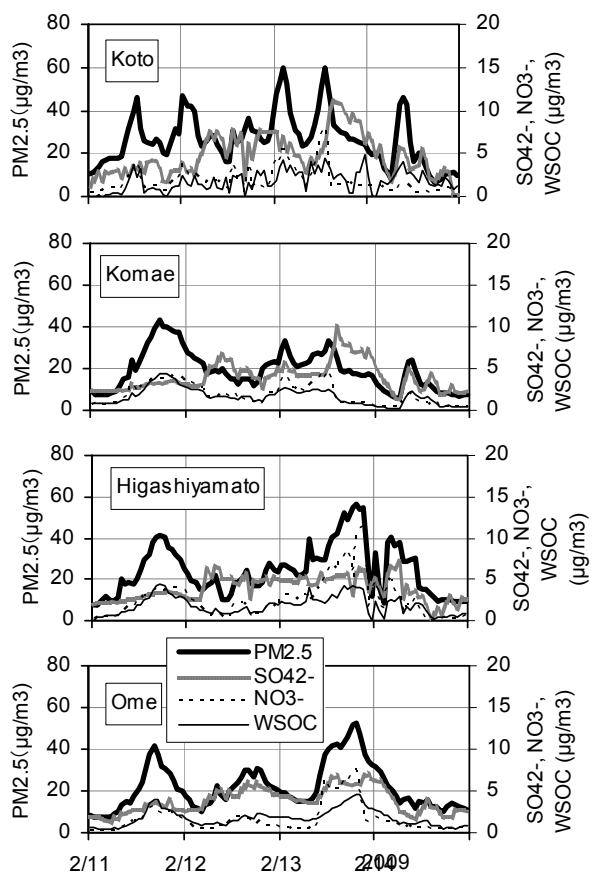 80
60
40
20
0
PM2.5(µg/m3)
Koto
20
15
10
5
0
SO42-, NO3-,
WSOC (µg/m3)
80
60
40
20
0
PM2.5(µg/m3)
Komae
20
15
10
5
0
SO42-, NO3-,
WSOC (µg/m3)
80
60
40
20
0
PM2.5(µg/m3)
Higashiyamato
20
15
10
5
0
SO42-, NO3-,
WSOC
(µg/m3)
80
60
40
20
0
PM2.5(µg/m3)
Ome
PM2.5
SO42-
NO3-
WSOC
20
15
10
5
0
SO42-, NO3-,
WSOC (µg/m3)
2/11 2/12 2/13 2/14
2009